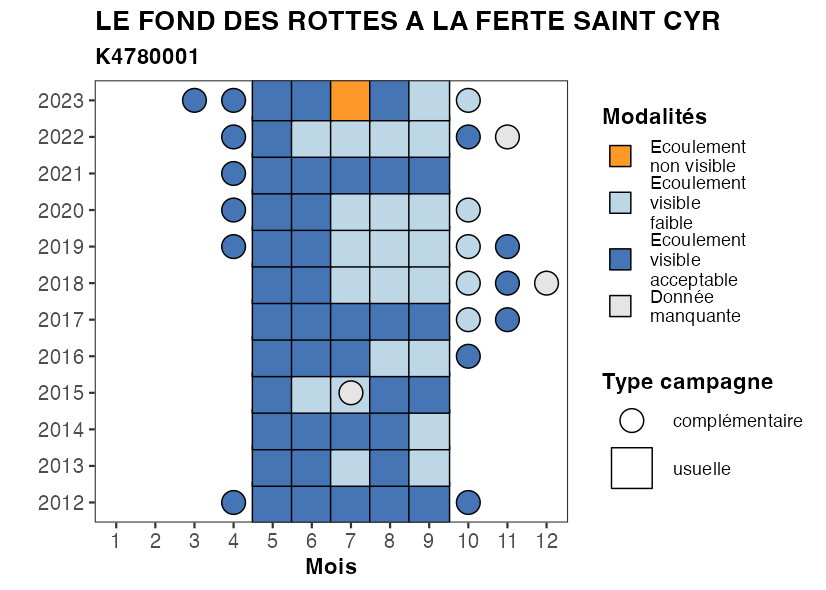 LE FOND DES ROTTES A LA FERTE SAINT CYR
K4780001
2023
2022
2021
2020
2019
2018
2017
2016
2015
2014
2013
2012
1 2 3 4 5 6 7 8 9 10 11 12
Mois
Modalités
Ecoulement
non visible
Ecoulement
visible
faible
Ecoulement
visible
acceptable
Donnée
manquante
Type campagne
complémentaire
usuelle